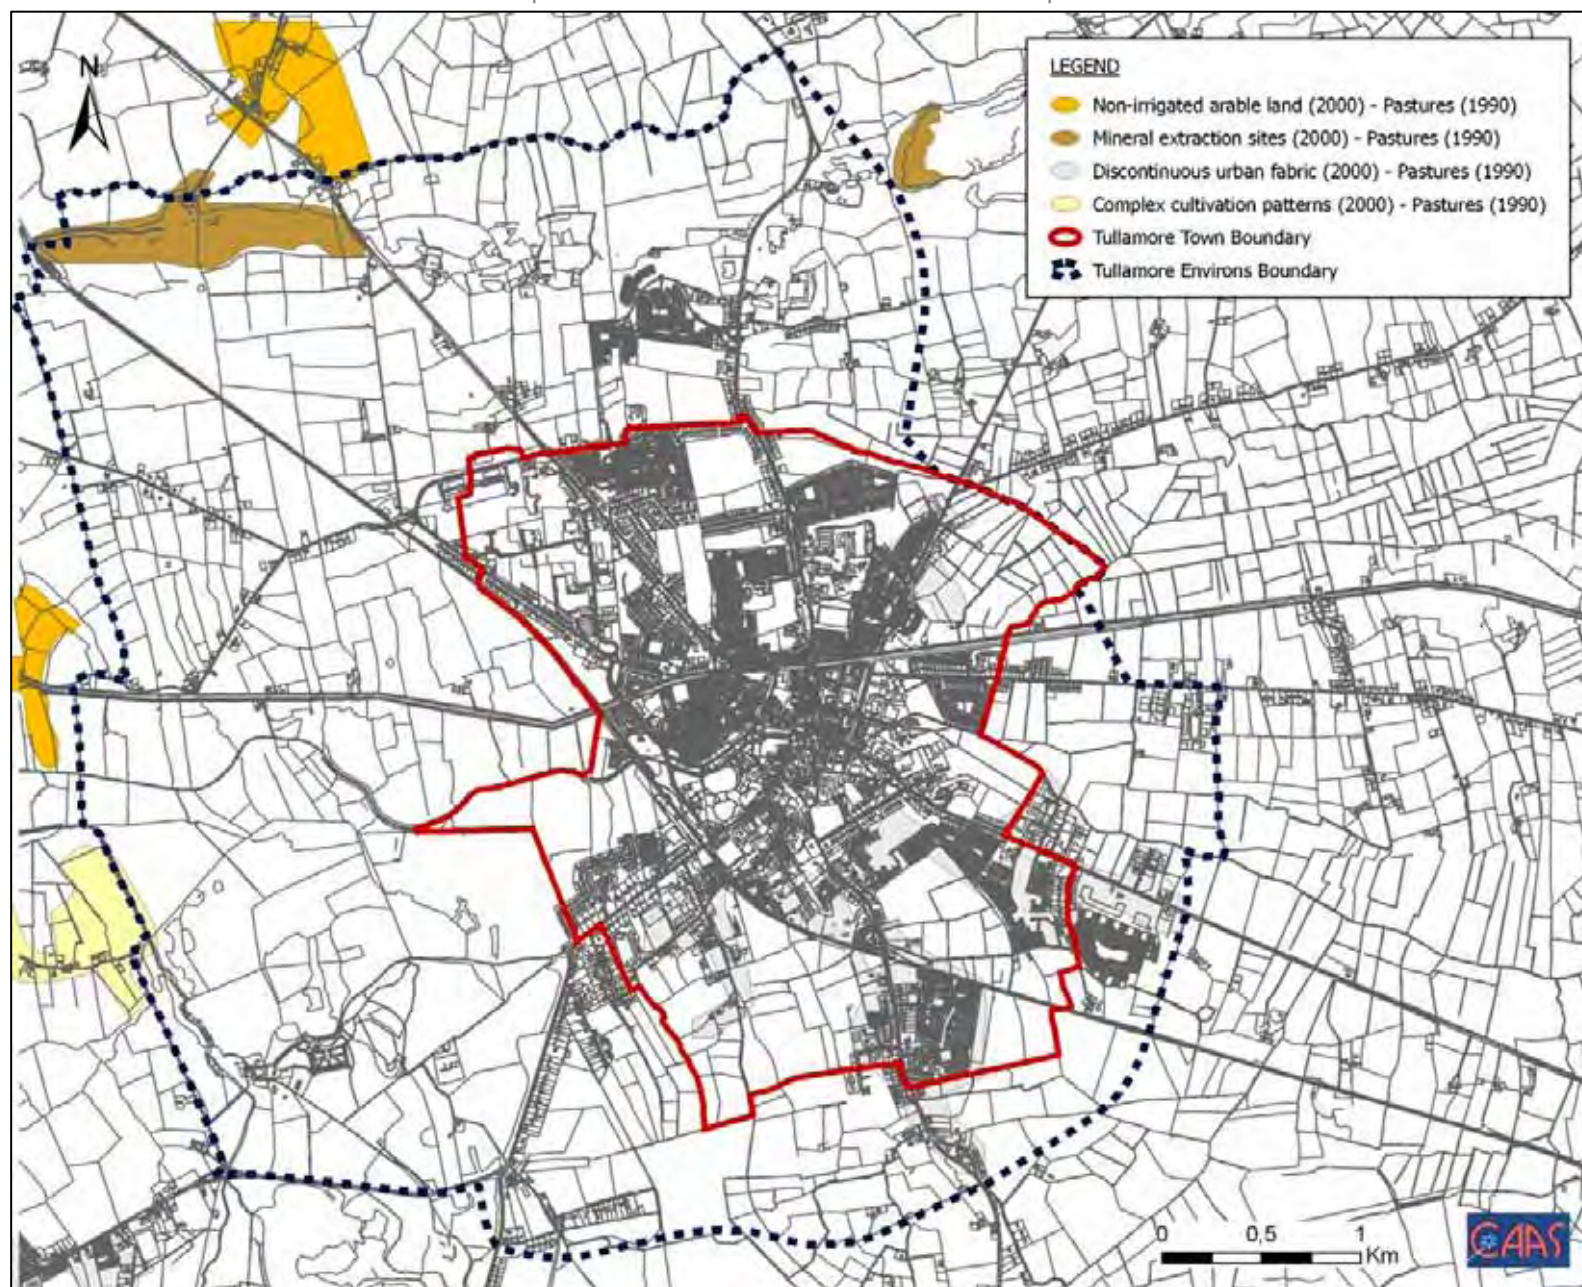 N
LEGEND
Non-irrigated arable land (2000) - Pastures (1990)
Mineral extraction sites (2000) - Pastures (1990)
Discontinuous urban fabric (2000) - Pastures (1990)
Complex cultivation patterns (2000) - Pastures (1990)
Tullamore Town Boundary
Tullamore Environs Boundary
0 0,5 1
Km
CAAS